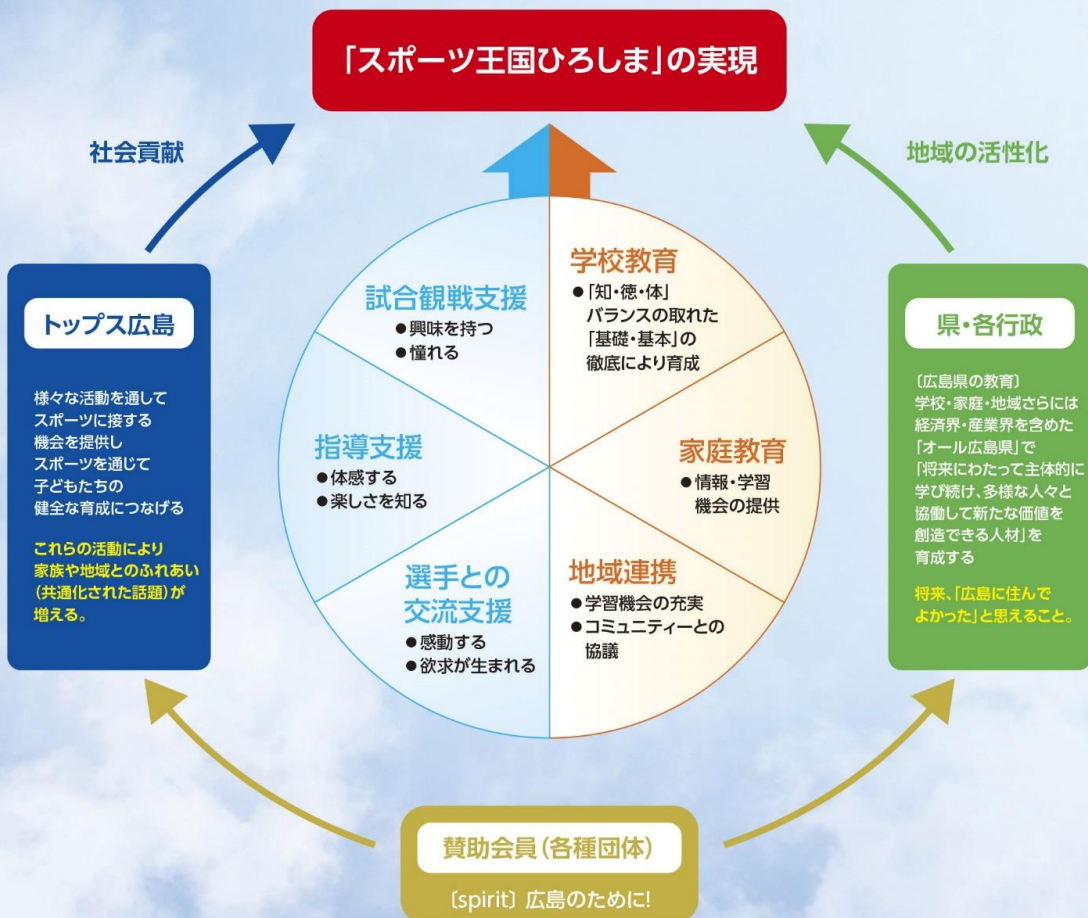 「スポーツ王国ひろしま」の実現
社会貢献
地域の活性化
トップス広島
様々な活動を通して
スポーツに接する
機会を提供し
スポーツを通じて
子どもたちの
健全な育成につなげる
これらの活動により
家族や地域とのふれあい
(共通化された話題)が
増える。
試合観戦支援
●興味を持つ
●憧れる
指導支援
●体感する
●楽しさを知る
選手との
交流支援
●感動する
●欲求が生まれる
学校教育
●「知・徳・体」
バランスの取れた
「基礎・基本」の
徹底により育成
家庭教育
●情報・学習
機会の提供
地域連携
●学習機会の充実
●コミュニティーとの
協議
県・各行政
〔広島県の教育〕
学校・家庭・地域さらには
経済界・産業界を含めた
「オール広島県」で
「将来にわたって主体的に
学び続け、多様な人々と
協働して新たな価値を
創造できる人材」を
育成する
将来、「広島に住んで
よかった」と思えること。
賛助会員(各種団体)
〔spirit〕広島のために!